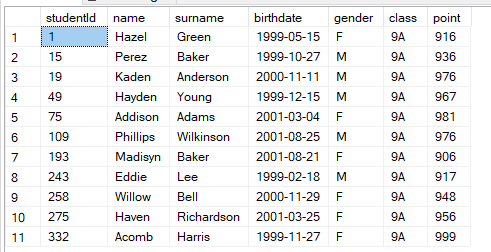 studentId name surname birthdate gender class point
1 1 Hazel Green 1999-05-15 F 9A 916
2 15 Perez Baker 1999-10-27 M 9A 936
3 19 Kaden Anderson 2000-11-11 M 9A 976
4 49 Hayden Young 1999-12-15 M 9A 967
5 75 Addison Adams 2001-03-04 F 9A 981
6 109 Phillips Wilkinson 2001-08-25 M 9A 976
7 193 Madisyn Baker 2001-08-21 F 9A 906
8 243 Eddie Lee 1999-02-18 M 9A 917
9 258 Willow Bell 2000-11-29 F 9A 948
10 275 Haven Richardson 2001-03-25 F 9A 956
11 332 Acomb Harris 1999-11-27 F 9A 999